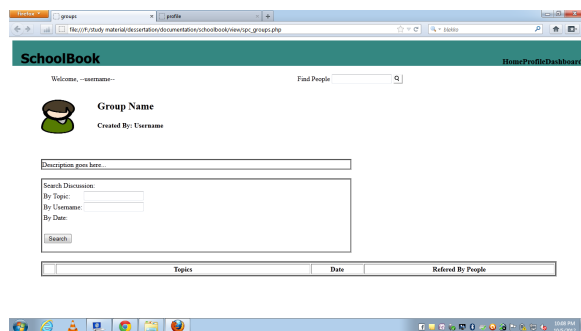 firefox
groups
profile
file:///F:/study material/dessertation/documentation/schoolbook/view/spc_groups.php
SchoolBook
HomeProfileDashboard
Welcome, --username--
Find People
Group Name
Created By: Username
Description goes here...
Search Discussion:
By Topic:
By Username:
By Date:
Search
Topics Date Refered By People
10:08 PM